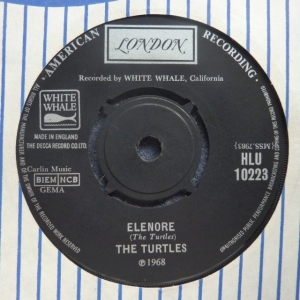 AMERICAN RECORDING.
LONDON
Recorded by WHITE WHALE, California
WHITE
WHALE
MADE IN ENGLAND
THE DECCA RECORD CO LTD
HLU
10223
Carlin Music
BIEM NCB
GEMA
ELENORE
(The Turtles)
THE TURTLES
℗ 1968